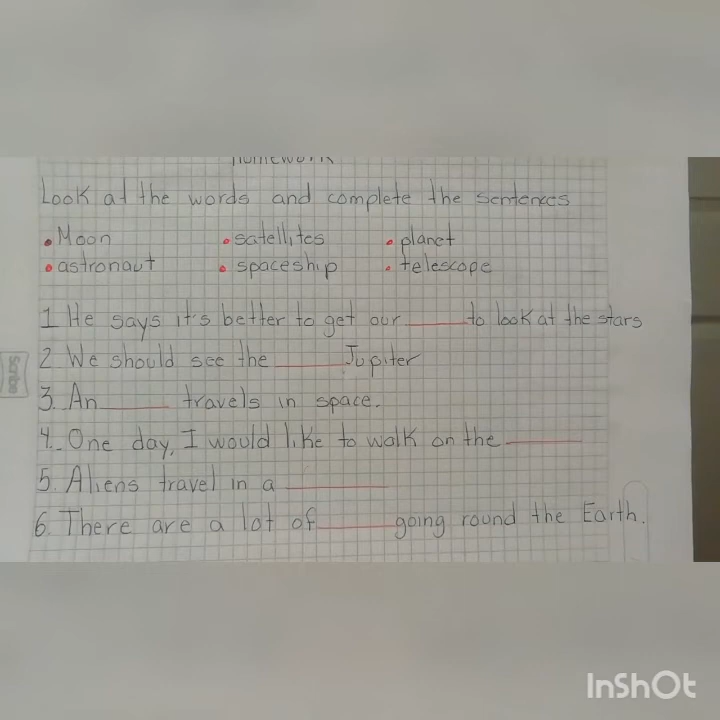 Homework
Look at the words and complete the sentences
• Moon • satellites • planet
• astronaut • spaceship • telescope
1 He says it's better to get our ____ to look at the stars
2. We should see the ____ Jupiter
3. An ____ travels in space.
4.. One day, I would like to walk on the ____
5. Aliens travel in a ____
6. There are a lot of ____ going round the Earth.
Scribe
InShOt